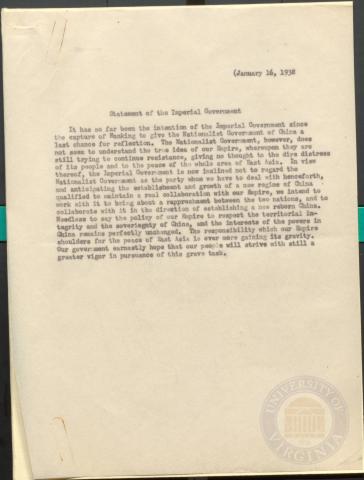 (January 16, 1938
Statement of the Imperial Government
It has so far been the intention of the Imperial Government since
the capture of Nanking to give the Nationalist Government of China a
last chance for reflection. The Nationalist Government, however, does
not seem to understand the true idea of our Empire, whereupon they are
still trying to continue resistance, giving no thought to the dire distress
of its people and to the peace of the whole area of East Asia. In view
thereof, the Imperial Government is now inclined not to regard the
Nationalist Government as the party whom we have to deal with henceforth,
and anticipating the establishment and growth of a new regime of China
qualified to maintain a real collaboration with our Empire, we intend to
work with it to bring about a rapprochement between the two nations, and to
collaborate with it in the direction of establishing a new reborn China.
Needless to say the policy of our Empire to respect the territorial in-
tegrity and the sovereignty of China, and the interests of the powers in
China remains perfectly unchanged. The responsibility which our Empire
shoulders for the peace of East Asia is ever more gaining its gravity.
Our government earnestly hope that our people will strive with still a
greater vigor in pursuance of this grave task.
UNIVERSITY OF VIRGINIA